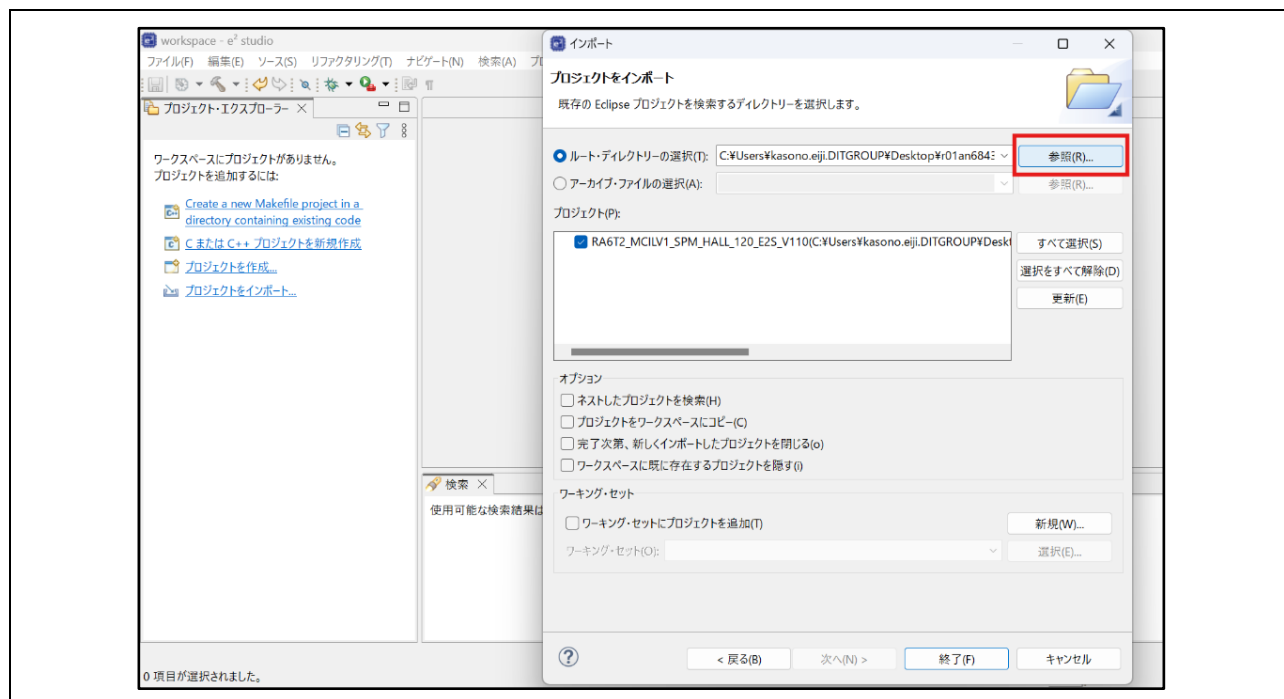 workspace - e² studio
ファイル(F) 編集(E) ソース(S) リファクタリング(T) ナビゲート(N) 検索(A)
プロジェクト・エクスプローラー
ワークスペースにプロジェクトがありません。
プロジェクトを追加するには:
Create a new Makefile project in a
directory containing existing code
C または C++ プロジェクトを新規作成
プロジェクトを作成...
プロジェクトをインポート...
検索
使用可能な検索結果は
0 項目が選択されました。
インポート
プロジェクトをインポート
既存の Eclipse プロジェクトを検索するディレクトリーを選択します。
ルート・ディレクトリーの選択(T): C:¥Users¥kasono.eiji.DITGROUP¥Desktop¥r01an6843 参照(R)...
アーカイブ・ファイルの選択(A): 参照(R)...
プロジェクト(P):
RA6T2_MCILV1_SPM_HALL_120_E2S_V110(C:¥Users¥kasono.eiji.DITGROUP¥Deskt
すべて選択(S)
選択をすべて解除(D)
更新(E)
オプション
ネストしたプロジェクトを検索(H)
プロジェクトをワークスペースにコピー(C)
完了次第、新しくインポートしたプロジェクトを閉じる(o)
ワークスペースに既に存在するプロジェクトを隠す(i)
ワーキング・セット
ワーキング・セットにプロジェクトを追加(T) 新規(W)...
ワーキング・セット(O): 選択(E)...
< 戻る(B) 次へ(N) > 終了(F) キャンセル